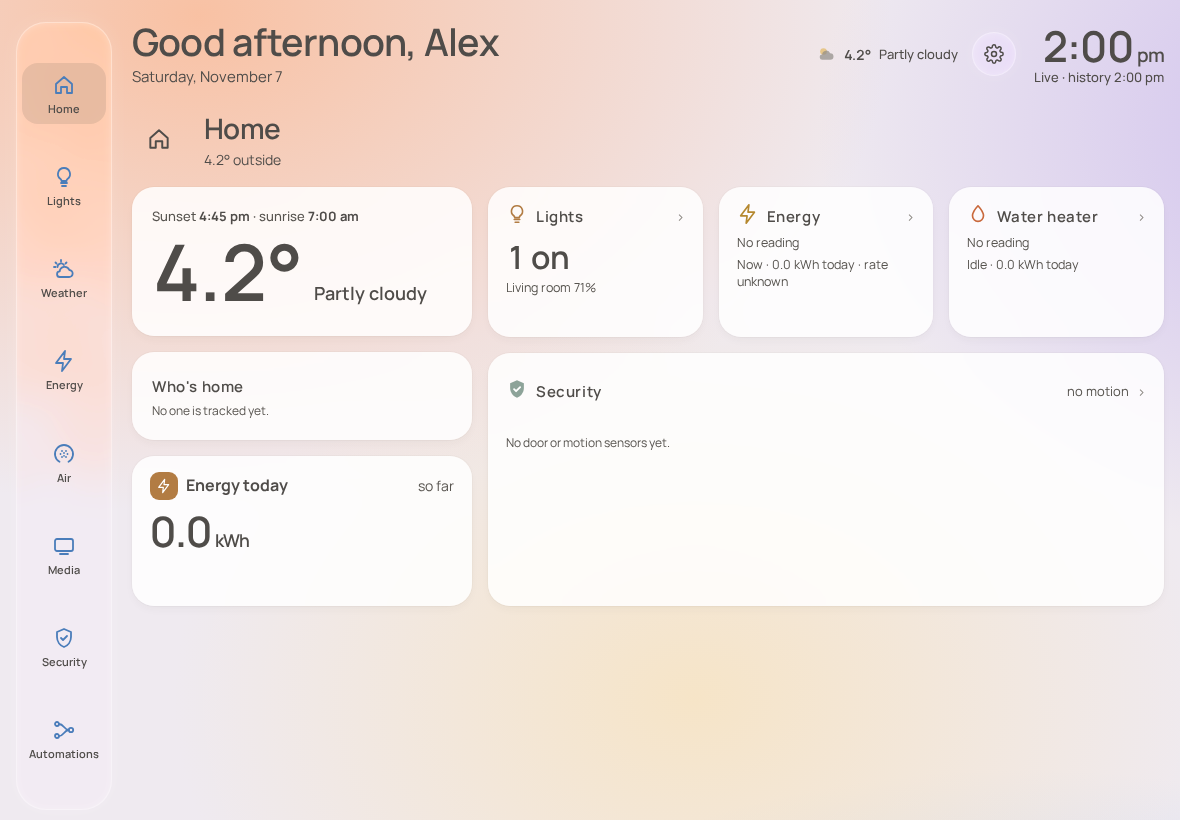 Good afternoon, Alex
Saturday, November 7
4.2° Partly cloudy
2:00 pm
Live · history 2:00 pm
Home
Lights
Weather
Energy
Air
Media
Security
Automations
Home
4.2° outside
Sunset 4:45 pm · sunrise 7:00 am
4.2° Partly cloudy
Lights
1 on
Living room 71%
Energy
No reading
Now · 0.0 kWh today · rate
unknown
Water heater
No reading
Idle · 0.0 kWh today
Who's home
No one is tracked yet.
Energy today so far
0.0 kWh
Security no motion
No door or motion sensors yet.